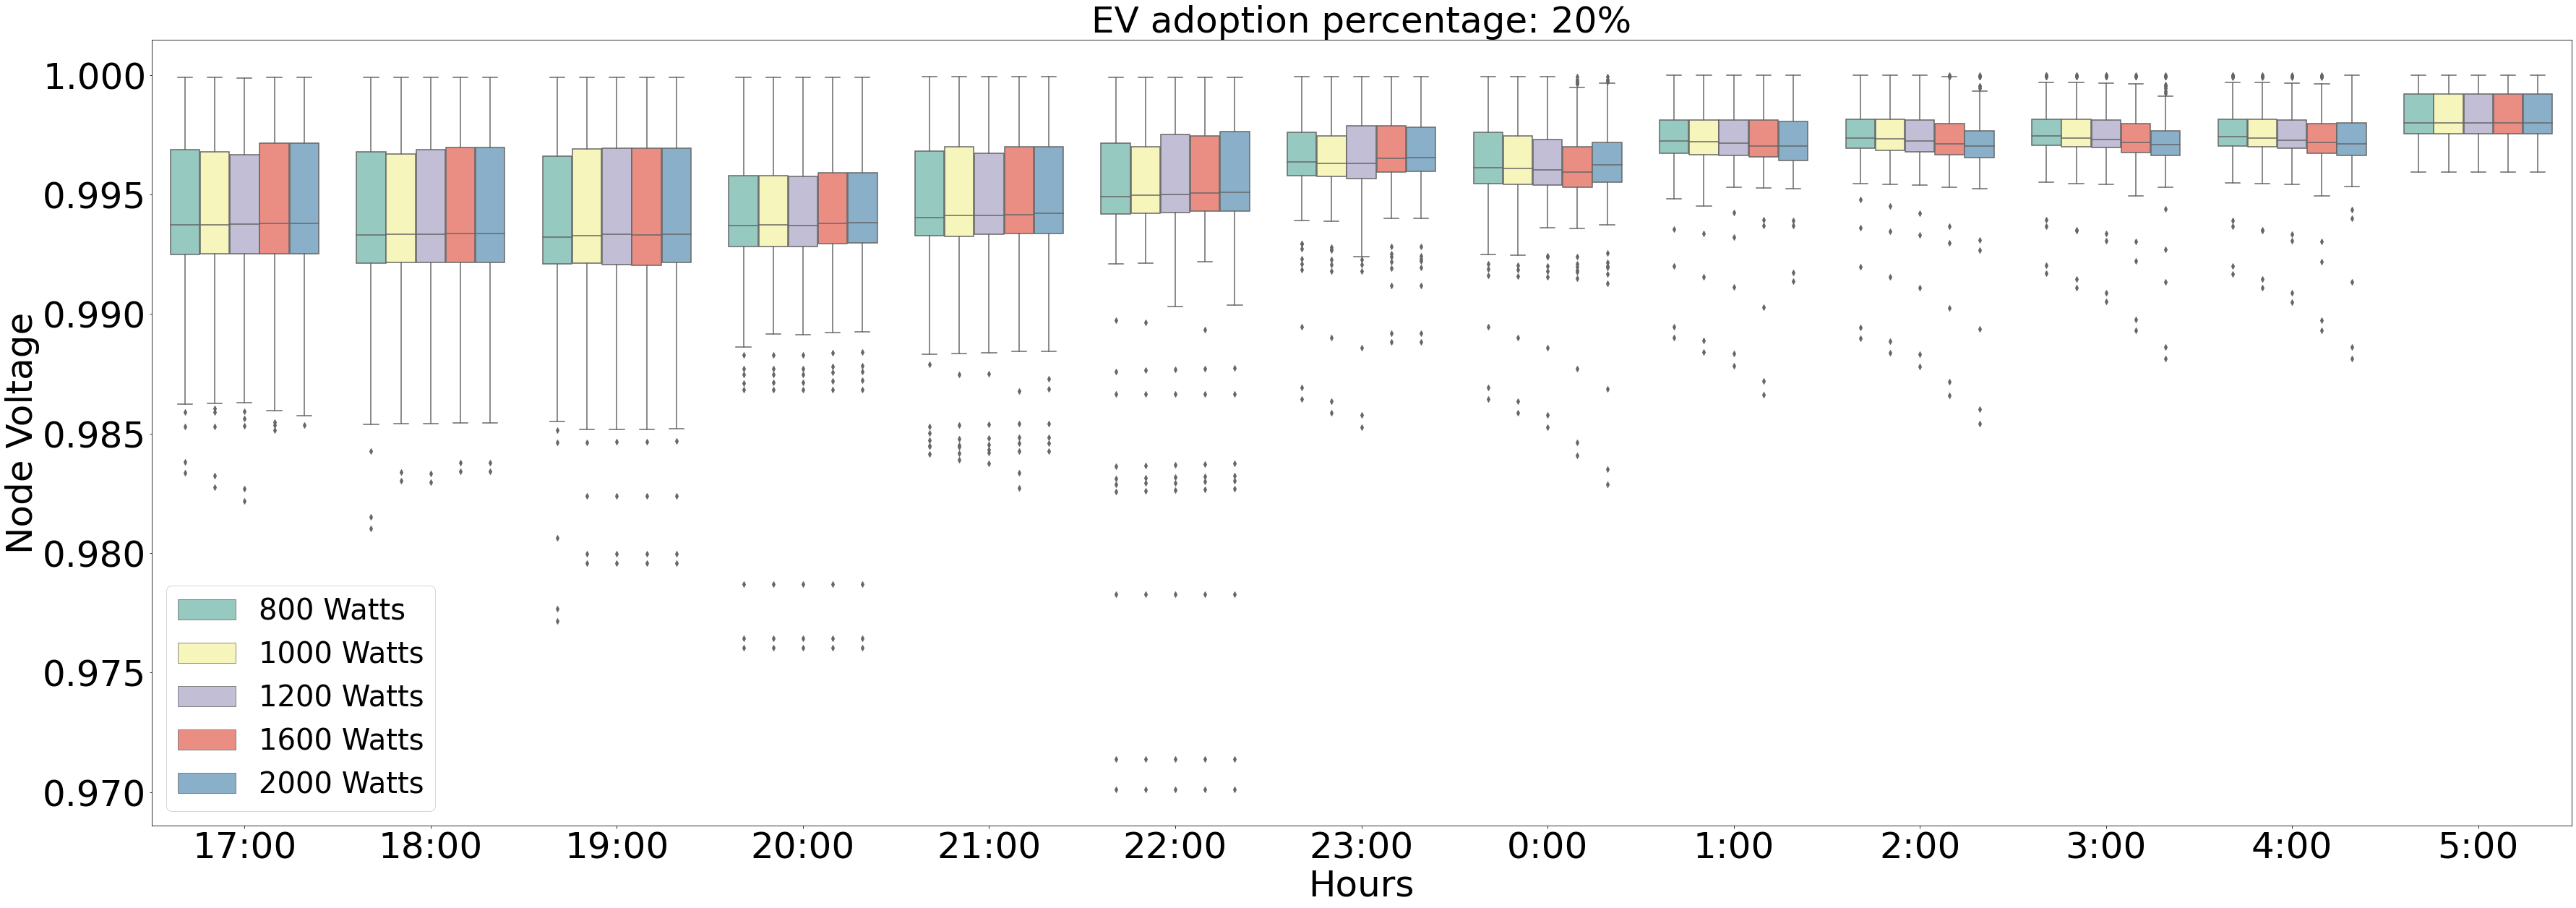 EV adoption percentage: 20%
1.000
0.995
0.990
0.985
0.980
0.975
0.970
Node Voltage
800 Watts
1000 Watts
1200 Watts
1600 Watts
2000 Watts
17:00 18:00 19:00 20:00 21:00 22:00 23:00 0:00 1:00 2:00 3:00 4:00 5:00
Hours